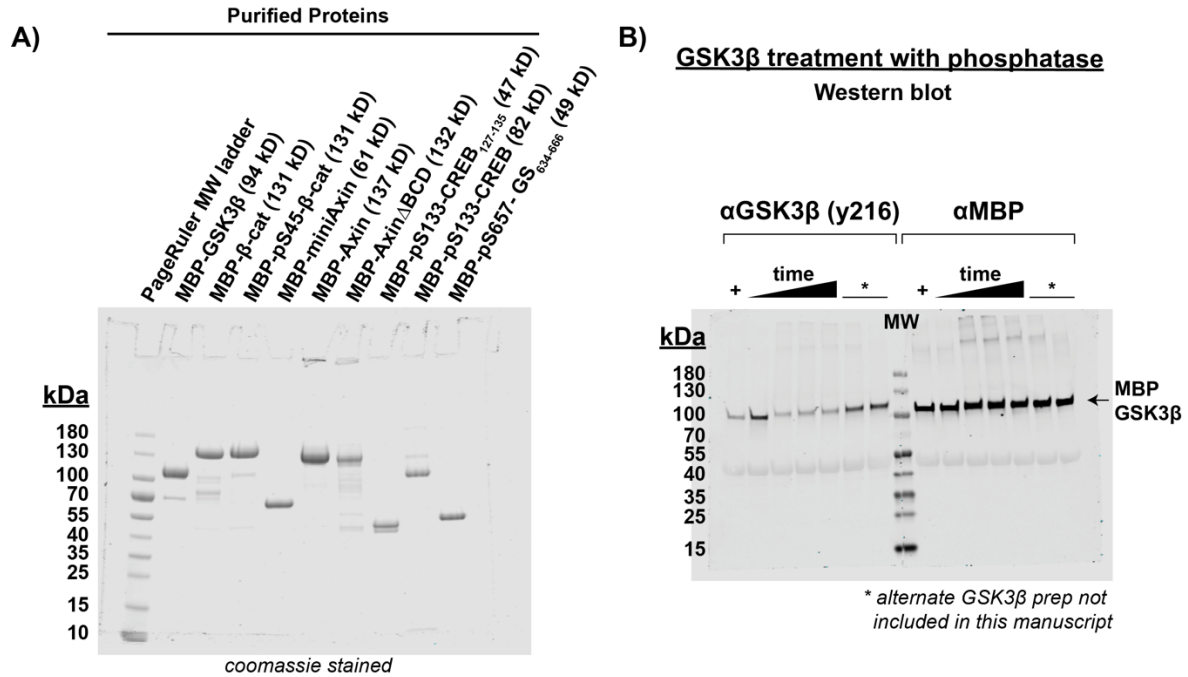 A)
Purified Proteins
PageRuler MW ladder
MBP-GSK3β (94 kD)
MBP-β-cat (131 kD)
MBP-pS45-β-cat (131 kD)
MBP-miniAxin (61 kD)
MBP-Axin (137 kD)
MBP-AxinΔBCD (132 kD)
MBP-pS133-CREB127-135 (47 kD)
MBP-pS133-CREB (82 kD)
MBP-pS657- GS634-666 (49 kD)
kDa
180
130
100
70
55
40
35
25
15
10
coomassie stained
B)
GSK3β treatment with phosphatase
Western blot
αGSK3β (y216)
αMBP
+ time *
+ time *
MW
kDa
180
130
100
70
55
40
35
25
15
MBP
GSK3β
* alternate GSK3β prep not
included in this manuscript